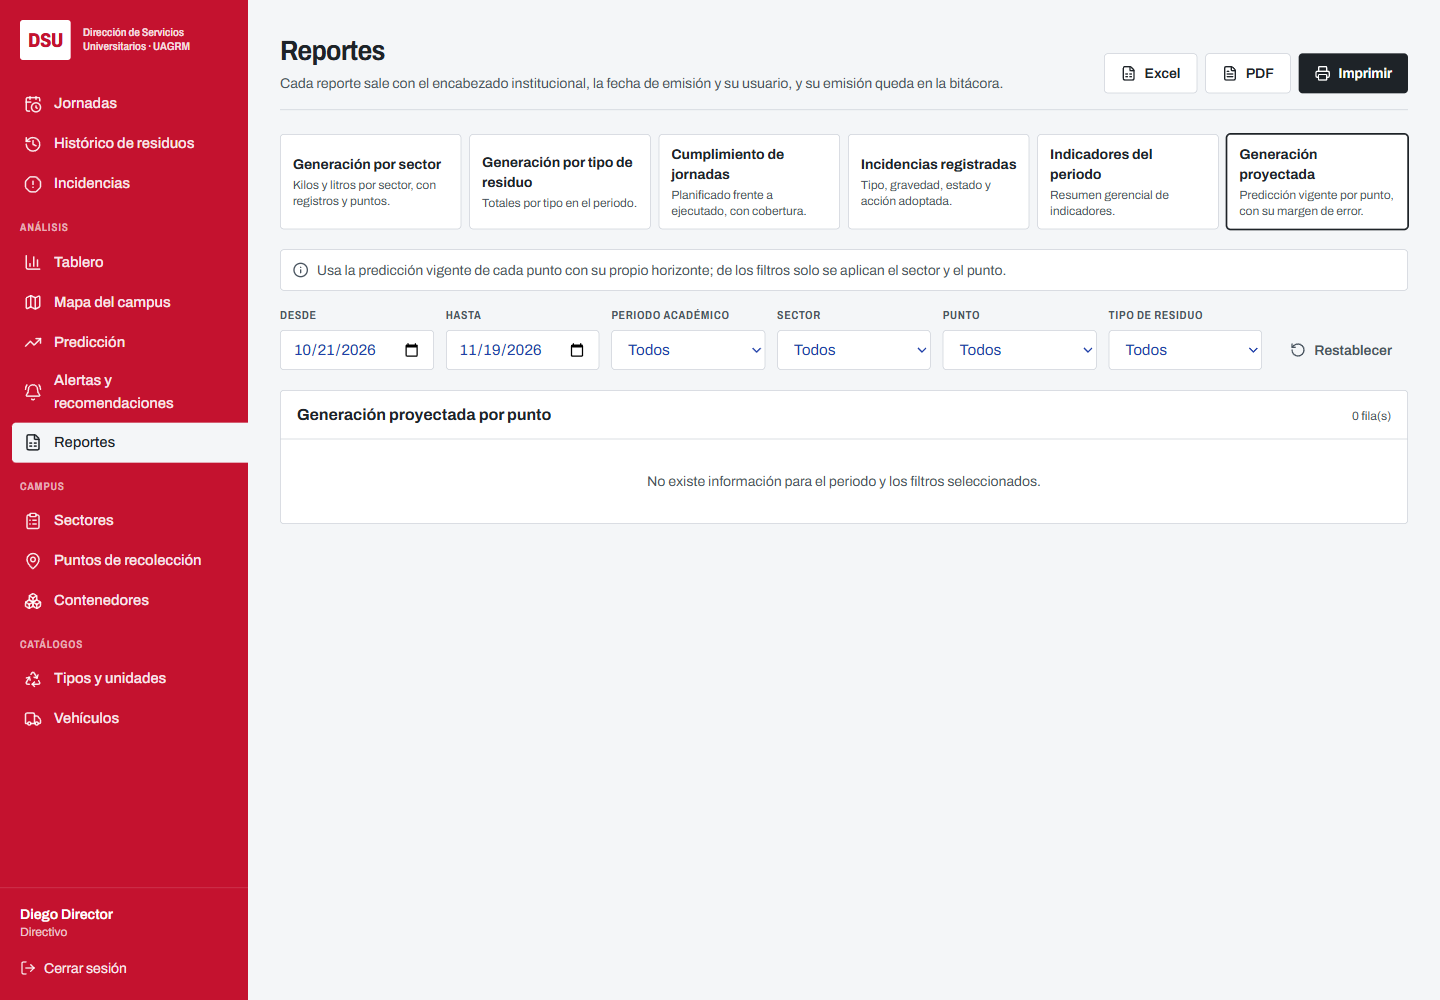 DSU
Dirección de Servicios
Universitarios · UAGRM
Jornadas
Histórico de residuos
Incidencias
ANÁLISIS
Tablero
Mapa del campus
Predicción
Alertas y
recomendaciones
Reportes
CAMPUS
Sectores
Puntos de recolección
Contenedores
CATÁLOGOS
Tipos y unidades
Vehículos
Diego Director
Directivo
Cerrar sesión
Reportes
Cada reporte sale con el encabezado institucional, la fecha de emisión y su usuario, y su emisión queda en la bitácora.
Excel
PDF
Imprimir
Generación por sector
Kilos y litros por sector, con
registros y puntos.
Generación por tipo de
residuo
Totales por tipo en el periodo.
Cumplimiento de
jornadas
Planificado frente a
ejecutado, con cobertura.
Incidencias registradas
Tipo, gravedad, estado y
acción adoptada.
Indicadores del
periodo
Resumen gerencial de
indicadores.
Generación
proyectada
Predicción vigente por punto,
con su margen de error.
Usa la predicción vigente de cada punto con su propio horizonte; de los filtros solo se aplican el sector y el punto.
DESDE
10/21/2026
HASTA
11/19/2026
PERIODO ACADÉMICO
Todos
SECTOR
Todos
PUNTO
Todos
TIPO DE RESIDUO
Todos
Restablecer
Generación proyectada por punto
0 fila(s)
No existe información para el periodo y los filtros seleccionados.